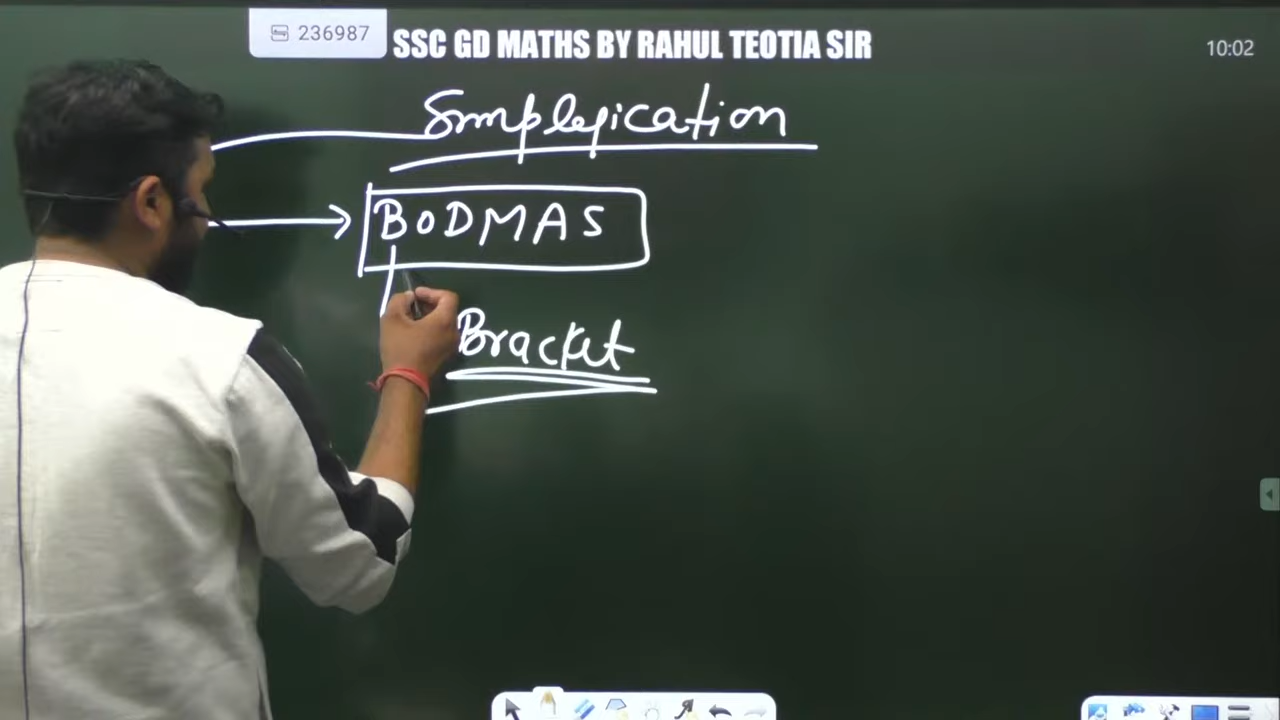 236987
SSC GD MATHS BY RAHUL TEOTIA SIR
10:02
Simplification
BODMAS
Bracket